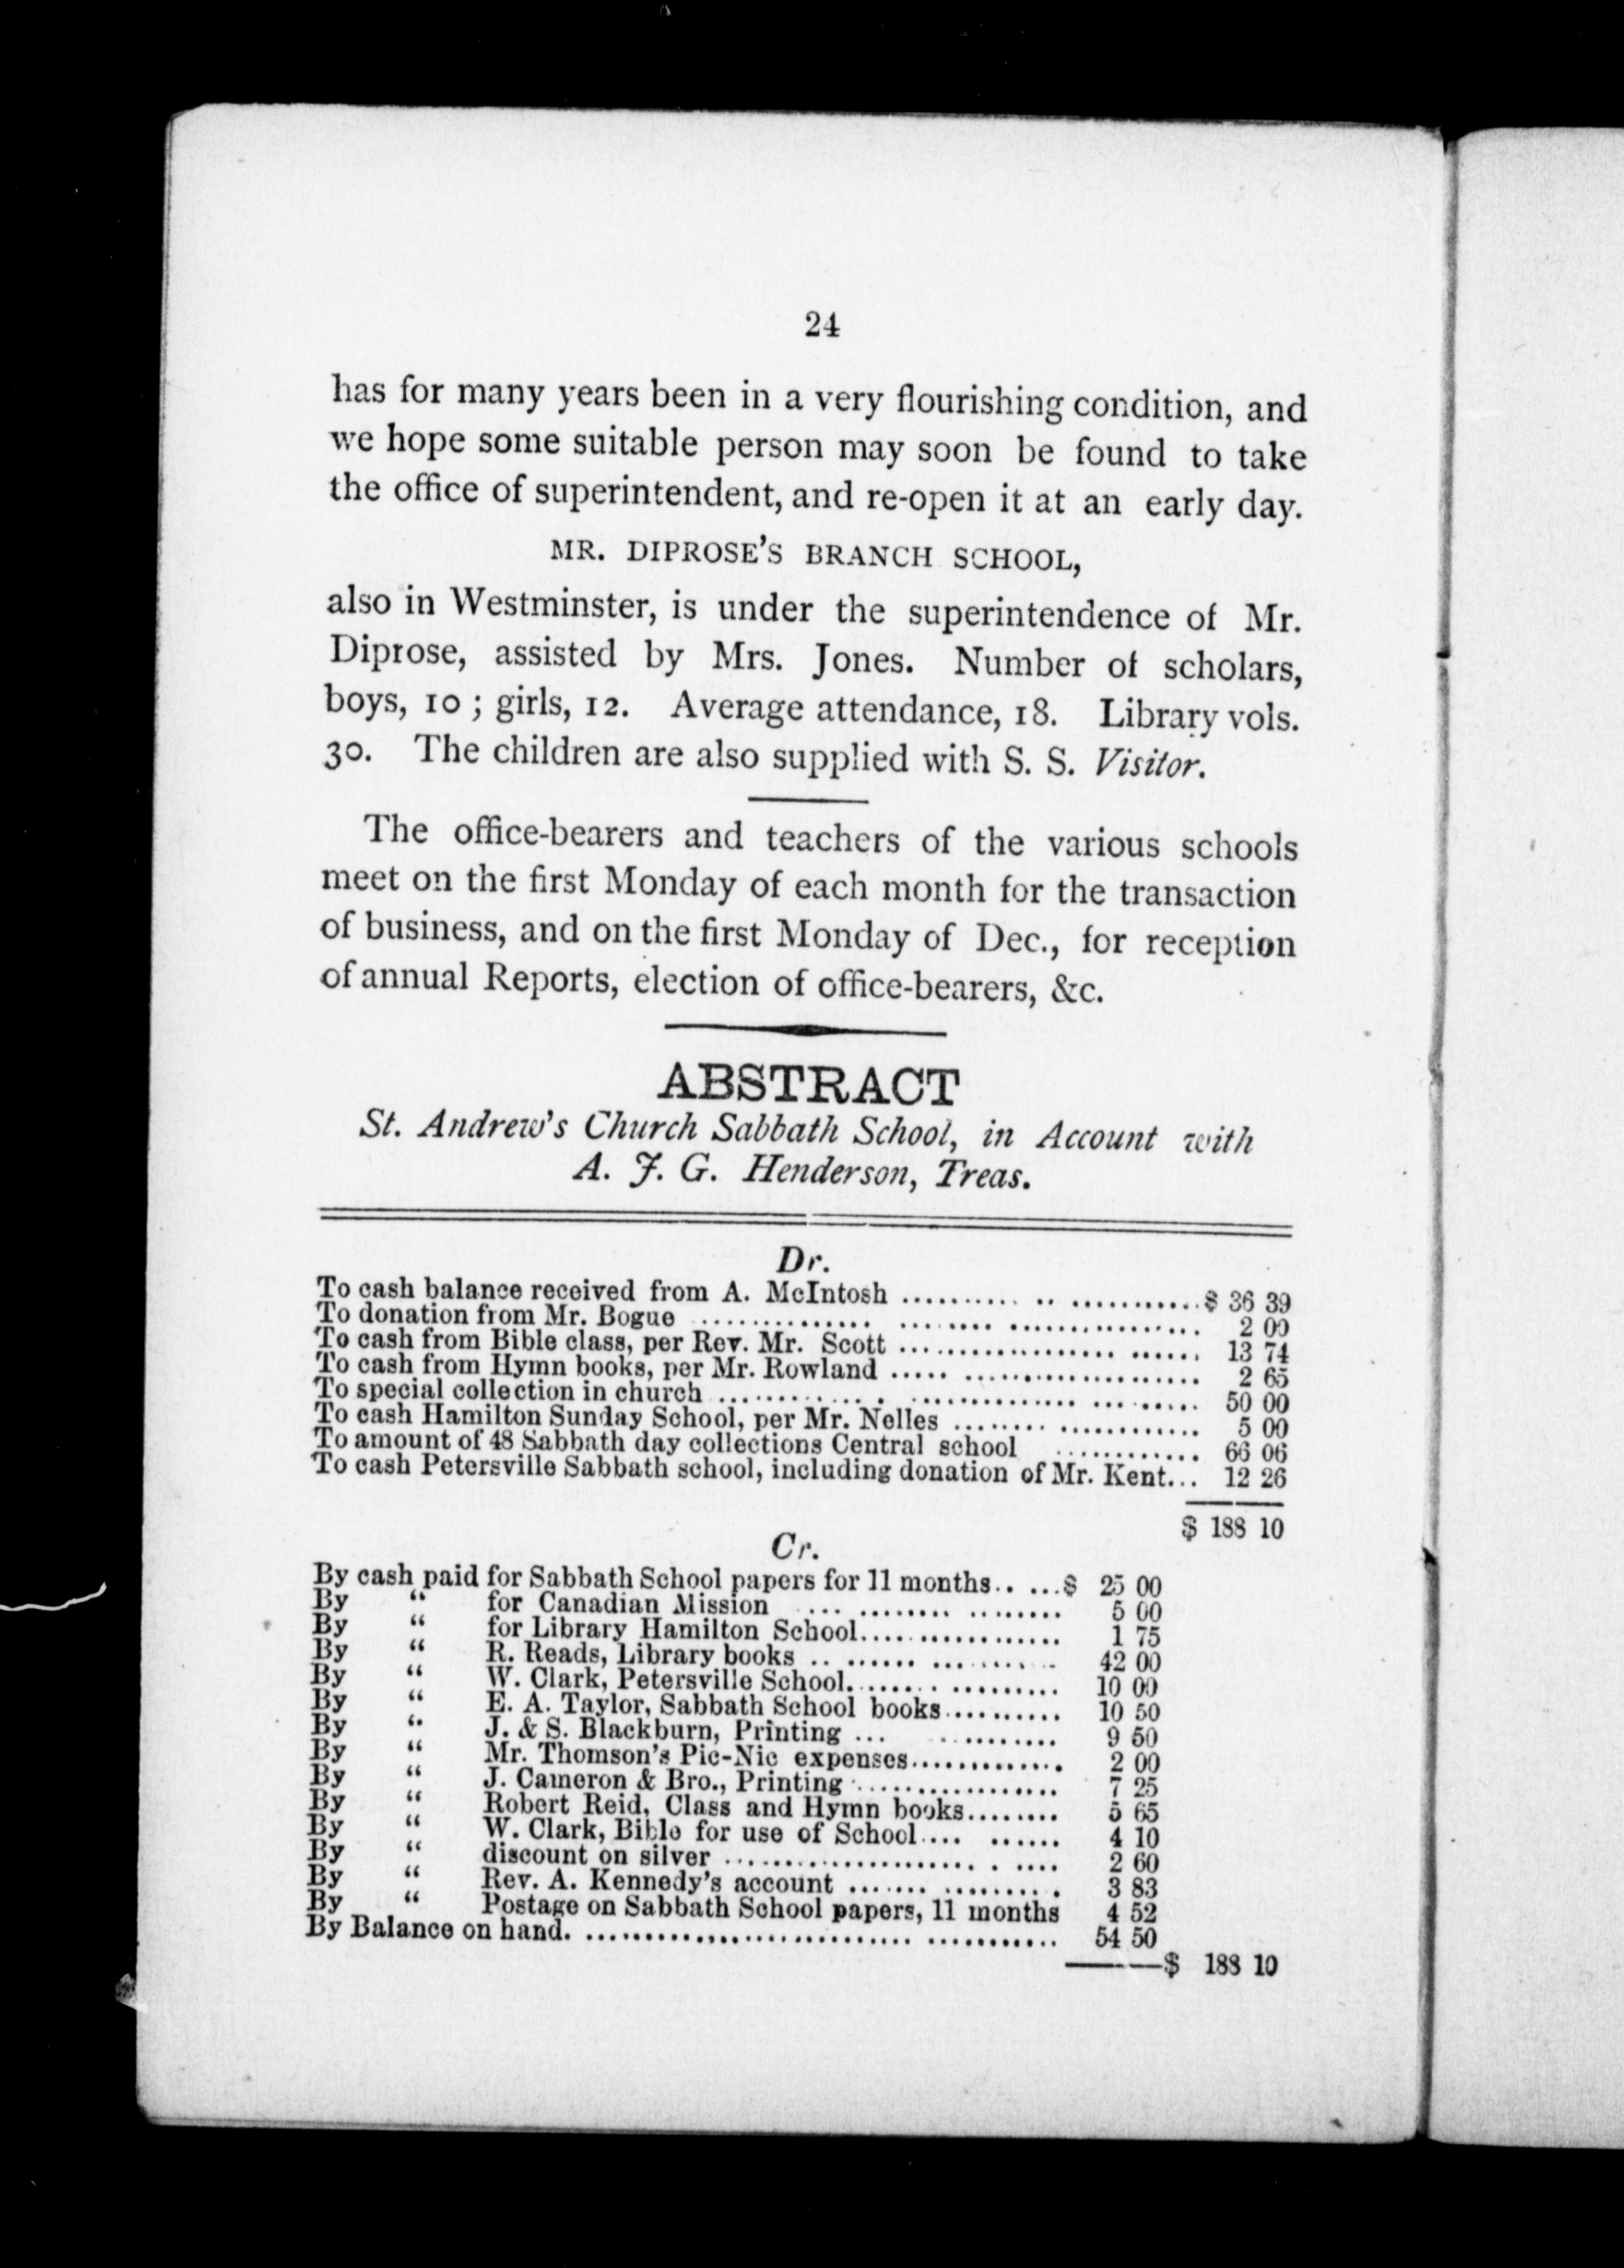 24
has for many years been in a very flourishing condition, and
we hope some suitable person may soon be found to take
the office of superintendent, and re-open it at an early day.
MR. DIPROSE'S BRANCH SCHOOL,
also in Westminster, is under the superintendence of Mr.
Diprose, assisted by Mrs. Jones. Number of scholars,
boys, 10 ; girls, 12. Average attendance, 18. Library vols.
30. The children are also supplied with S. S. Visitor.
The office-bearers and teachers of the various schools
meet on the first Monday of each month for the transaction
of business, and on the first Monday of Dec., for reception
of annual Reports, election of office-bearers, &c.
ABSTRACT
St. Andrew's Church Sabbath School, in Account with
A. J. G. Henderson, Treas.
Dr.
To cash balance received from A. McIntosh .......... .. ...........$ 36 39
To donation from Mr. Bogue ............... ........ ................ 2 00
To cash from Bible class, per Rev. Mr. Scott .................. ...... 13 74
To cash from Hymn books, per Mr. Rowland ..... .................... 2 65
To special collection in church ............. . .............. ... ...... 50 00
To cash Hamilton Sunday School, per Mr. Nelles ........ ............ 5 00
To amount of 48 Sabbath day collections Central school ............ 66 06
To cash Petersville Sabbath school, including donation of Mr. Kent... 12 26
$ 188 10
Cr.
By cash paid for Sabbath School papers for 11 months.. ...$ 25 00
By “ for Canadian Mission ... ........ ........ 5 00
By “ for Library Hamilton School.................. 1 75
By “ R. Reads, Library books .. ...... .......... 42 00
By “ W. Clark, Petersville School....... . ......... 10 00
By “ E. A. Taylor, Sabbath School books.......... 10 50
By “ J. & S. Blackburn, Printing ... .......... 9 50
By “ Mr. Thomson's Pic-Nic expenses............. 2 00
By “ J. Cameron & Bro., Printing .................. 7 25
By “ Robert Reid, Class and Hymn books........ 5 65
By “ W. Clark, Bible for use of School.... ...... 4 10
By “ discount on silver ...................... . .... 2 60
By “ Rev. A. Kennedy's account ....... .......... 3 83
By “ Postage on Sabbath School papers, 11 months 4 52
By Balance on hand. ........................... ........... 54 50
$ 188 10